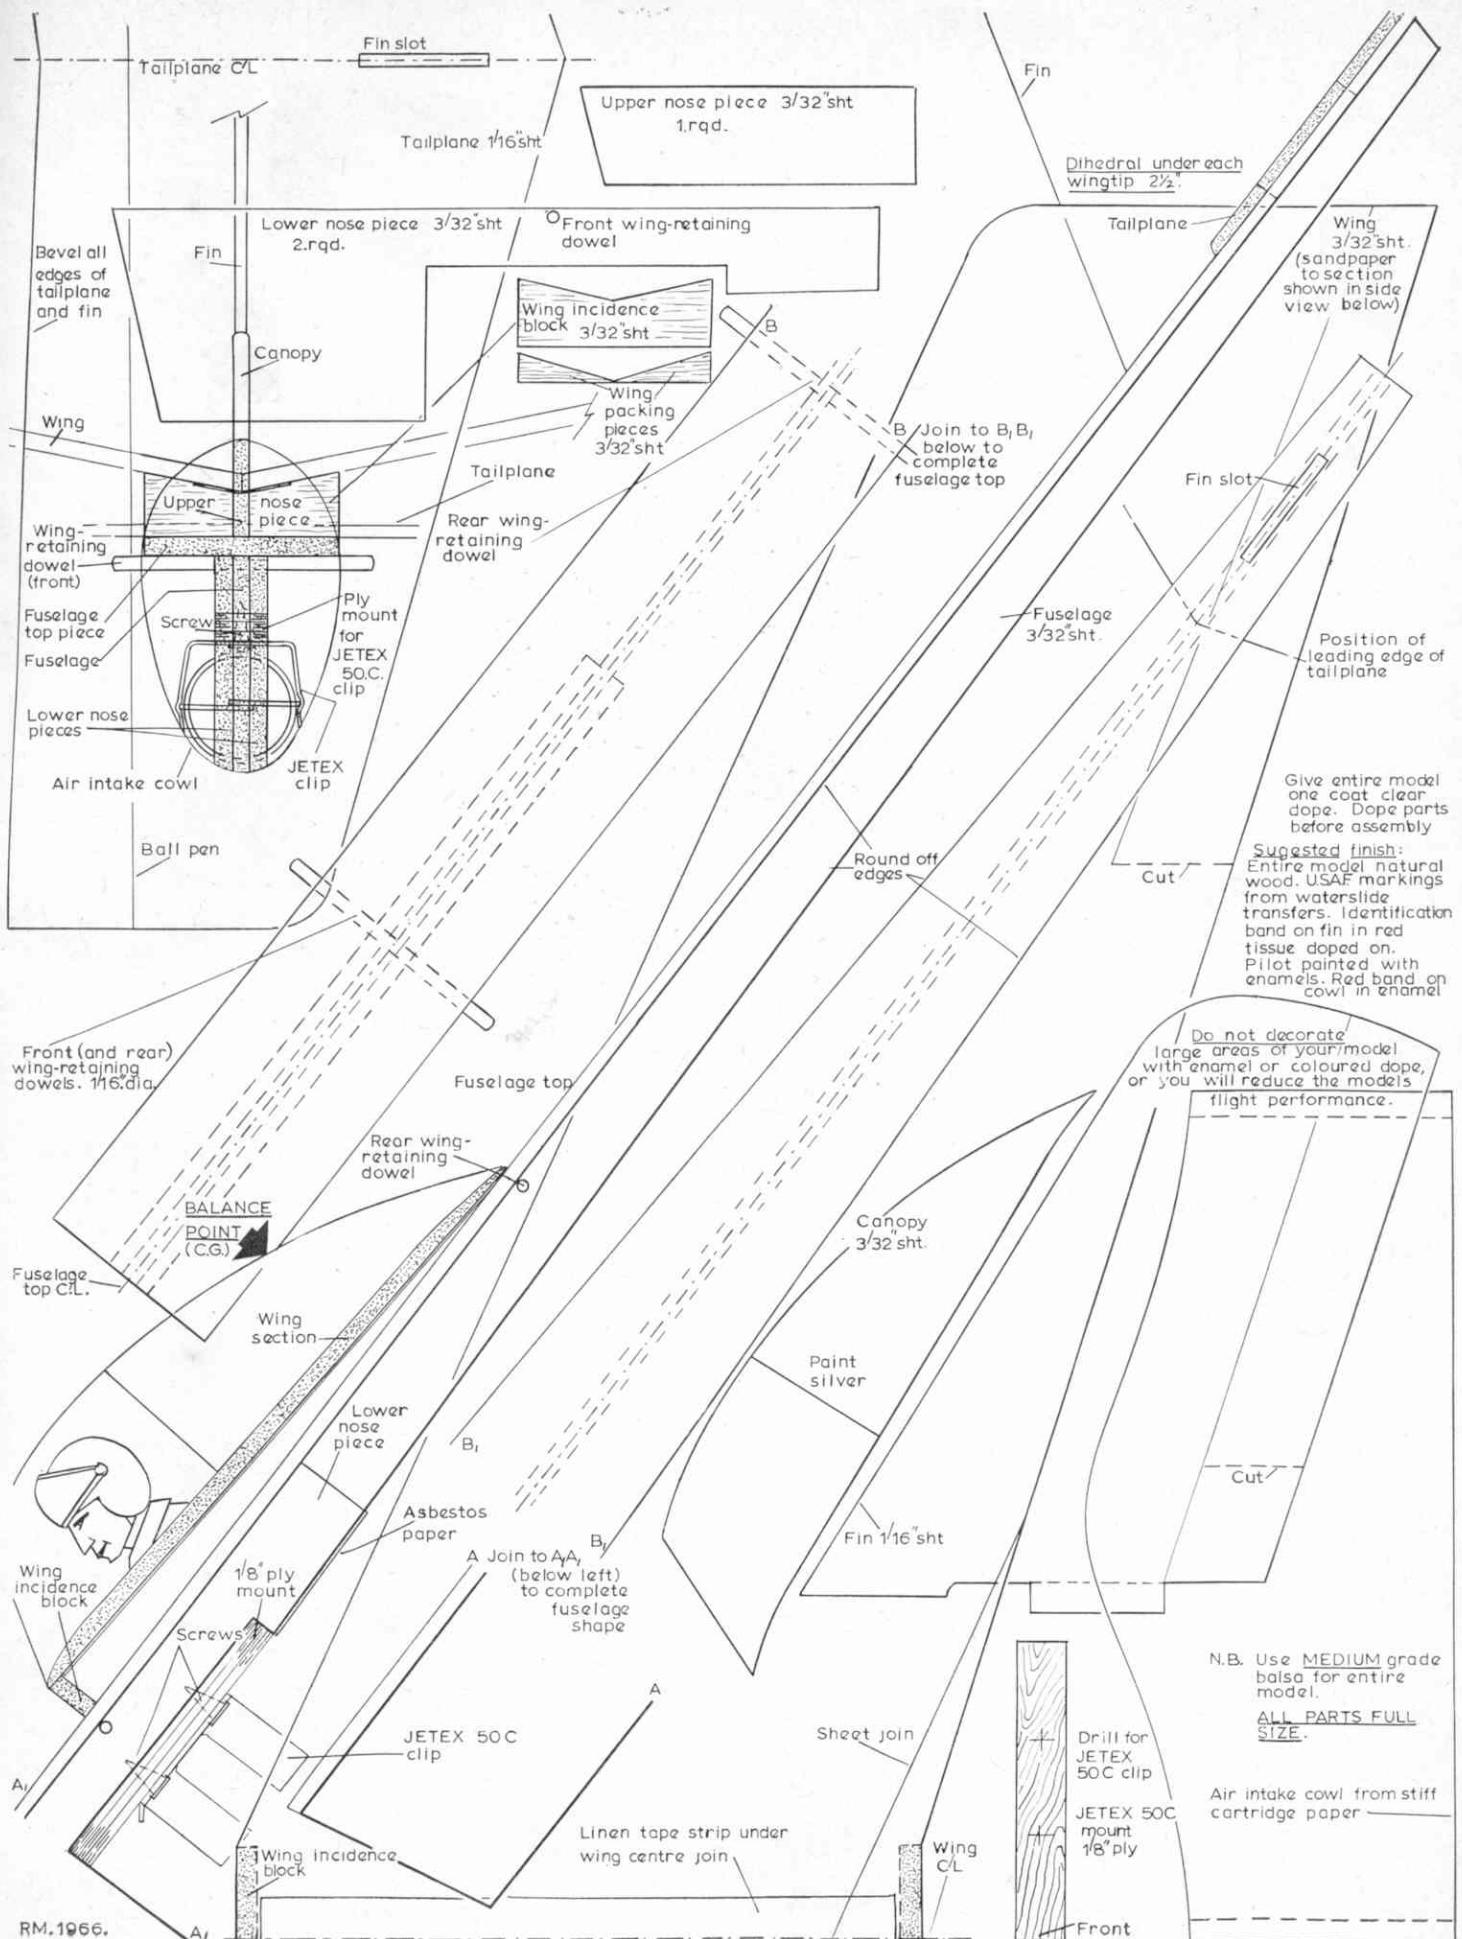 Fin slot
Tailplane C/L
Tailplane 1/16"sht
Upper nose piece 3/32"sht
1.rqd.
Fin
Dihedral under each
wingtip 2½".
Tailplane
Wing
3/32"sht.
(sandpaper
to section
shown in side
view below)
Lower nose piece 3/32"sht
2.rqd.
Front wing-retaining
dowel
Bevel all
edges of
tailplane
and fin
Fin
Wing incidence
block 3/32"sht
B
Canopy
Wing
packing
pieces
3/32"sht
Wing
B Join to B₁B₁
below to
complete
fuselage top
Tailplane
Fin slot
Upper nose
piece
Rear wing-
retaining
dowel
Wing-
retaining
dowel
(front)
Ply
mount
for
JETEX
50.C.
clip
Fuselage
top piece
Screw
Fuselage
3/32"sht.
Fuselage
Position of
leading edge of
tailplane
Lower nose
pieces
JETEX
clip
Air intake cowl
Give entire model
one coat clear
dope. Dope parts
before assembly
Ball pen
Round off
edges
Cut
Sugested finish:
Entire model natural
wood. USAF markings
from waterslide
transfers. Identification
band on fin in red
tissue doped on.
Pilot painted with
enamels. Red band on
cowl in enamel
Do not decorate
large areas of your model
with enamel or coloured dope,
or you will reduce the models
flight performance.
Front (and rear)
wing-retaining
dowels. 1/16"dia.
Fuselage top
Rear wing-
retaining
dowel
BALANCE
POINT
(C.G.)
Canopy
3/32"sht.
Fuselage
top C.L.
Wing
section
Paint
silver
Lower
nose
piece
B₁
Cut
Asbestos
paper
Fin 1/16"sht
B₁
A Join to A₁A₁
(below left)
to complete
fuselage
shape
Wing
incidence
block
1/8" ply
mount
Screws
N.B. Use MEDIUM grade
balsa for entire
model.
ALL PARTS FULL
SIZE.
A
JETEX 50C
clip
Sheet join
Drill for
JETEX
50C clip
A₁
Air intake cowl from stiff
cartridge paper
JETEX 50C
mount
1/8" ply
Linen tape strip under
wing centre join
Wing incidence
block
Wing
C/L
RM.1966.
A₁
Front